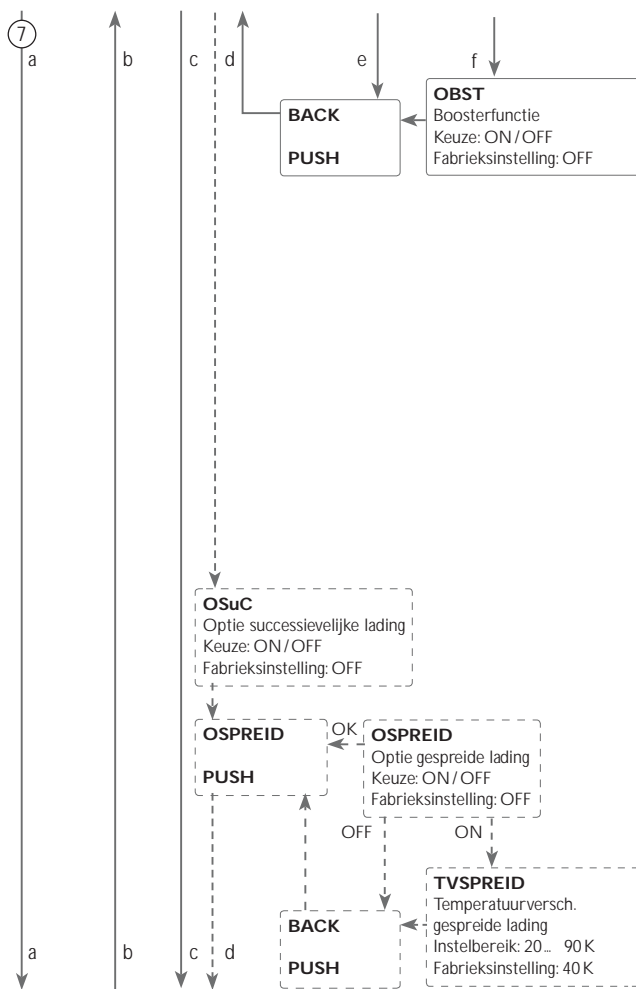 7
a
b
c
d
e
f
OBST
Boosterfunctie
Keuze: ON / OFF
Fabrieksinstelling: OFF
BACK
PUSH
OSuC
Optie successievelijke lading
Keuze: ON / OFF
Fabrieksinstelling: OFF
OSPREID
PUSH
OK
OSPREID
Optie gespreide lading
Keuze: ON / OFF
Fabrieksinstelling: OFF
OFF
ON
TVSPREID
Temperatuurversch.
gespreide lading
Instelbereik: 20... 90 K
Fabrieksinstelling: 40 K
BACK
PUSH
a
b
c
d